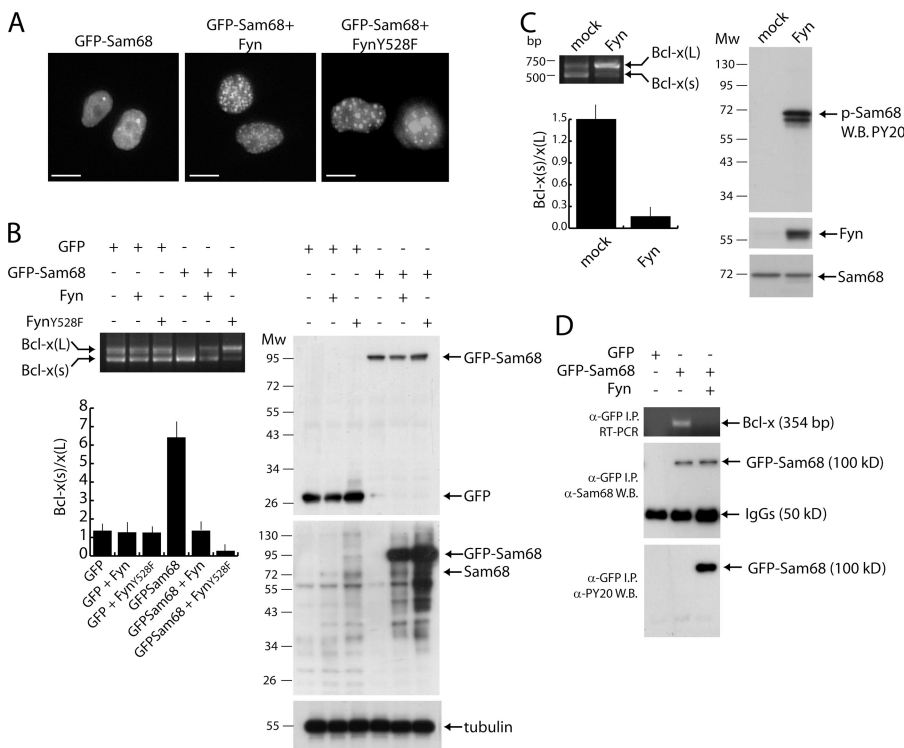 A
GFP-Sam68
GFP-Sam68+
Fyn
GFP-Sam68+
FynY528F
B
GFP + + + - - -
GFP-Sam68 - - - + + +
Fyn - + - - + -
FynY528F - - + - - +
Bcl-x(L)
Bcl-x(s)
Bcl-x(s)/x(L)
8
7
6
5
4
3
2
1
0
GFP
GFP + Fyn
GFP + FynY528F
GFPSam68
GFPSam68 + Fyn
GFPSam68 + FynY528F
+ + + - - -
- - - + + +
- + - - + -
- - + - - +
Mw
95
72
52
34
26
GFP-Sam68
GFP
130
95
72
55
34
26
GFP-Sam68
Sam68
55
tubulin
C
mock
Fyn
bp
750
500
Bcl-x(L)
Bcl-x(s)
Bcl-x(s)/x(L)
1.5
1.2
0.9
0.6
0.3
0.0
mock
Fyn
Mw
mock
Fyn
130
95
72
55
43
34
p-Sam68
W.B. PY20
55
Fyn
72
Sam68
D
GFP + - -
GFP-Sam68 - + +
Fyn - - +
α-GFP I.P.
RT-PCR
Bcl-x (354 bp)
α-GFP I.P.
α-Sam68 W.B.
GFP-Sam68 (100 kD)
IgGs (50 kD)
α-GFP I.P.
α-PY20 W.B.
GFP-Sam68 (100 kD)